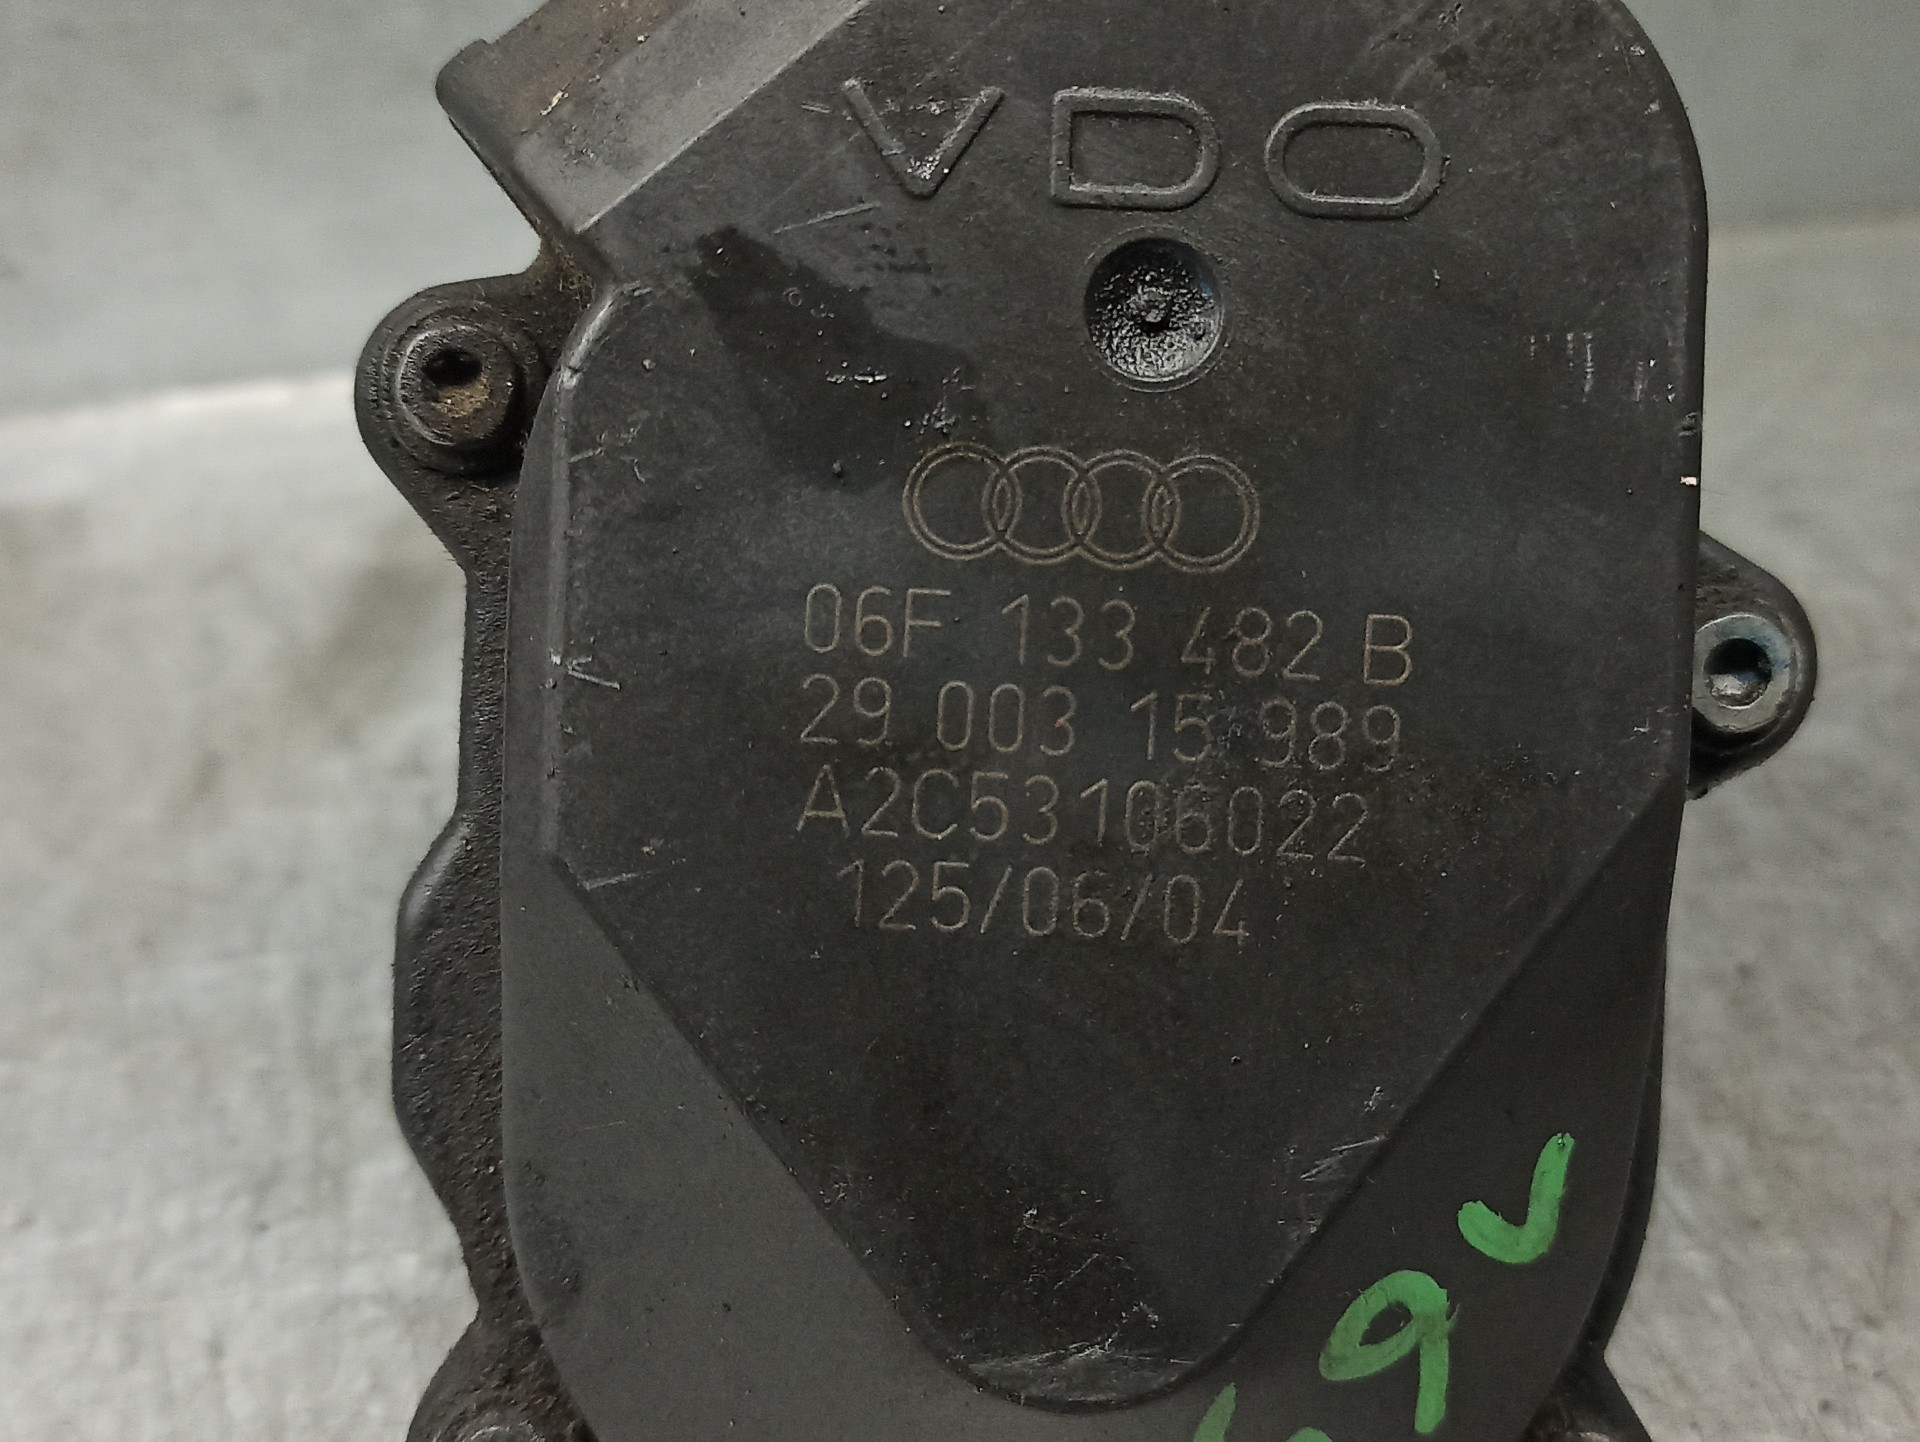 VDO
06F 133 482 B
29 003 15 989
A2C53106022
125/06/04